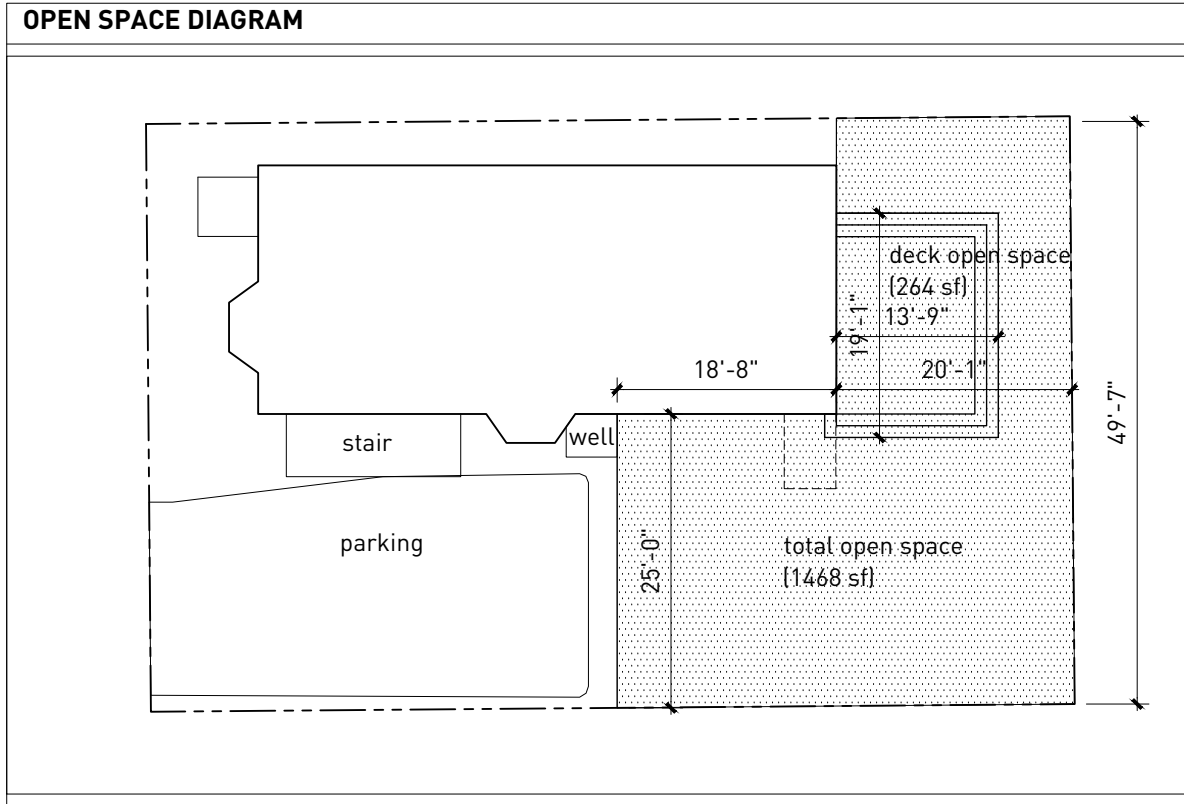 OPEN SPACE DIAGRAM
deck open space
(264 sf)
13'-9"
19'-1"
18'-8"
20'-1"
49'-7"
stair
well
parking
25'-0"
total open space
(1468 sf)